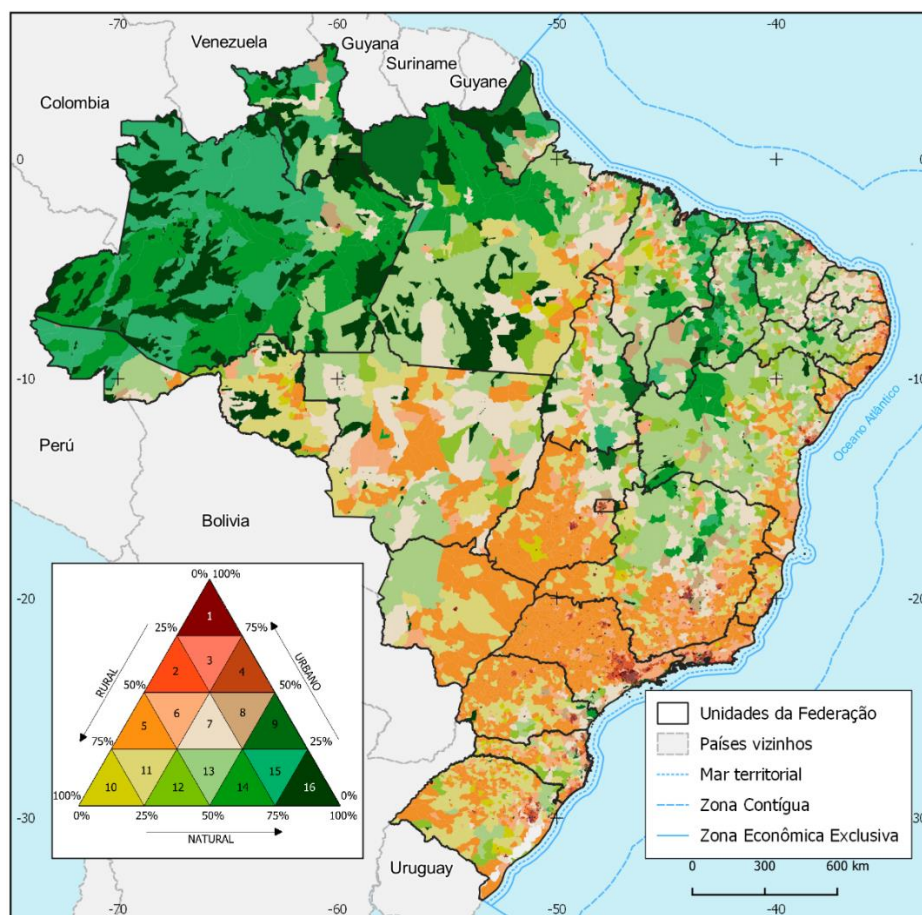 -70 -60 -50 -40
Venezuela
Guyana
Suriname
Guyane
Colombia
0 0
-10 -10
Oceano Atlântico
Perú
Bolivia
-20 -20
0% 100%
1
25% 75%
RURAL
URBANO
2 3 4
50% 50%
5 6 7 8 9
75% 25%
10 11 12 13 14 15 16
100% 0%
0% 25% 50% 75% 100%
NATURAL
Unidades da Federação
Países vizinhos
Mar territorial
Zona Contígua
Zona Econômica Exclusiva
-30 -30
Uruguay
0 300 600 km
-70 -60 -50 -40